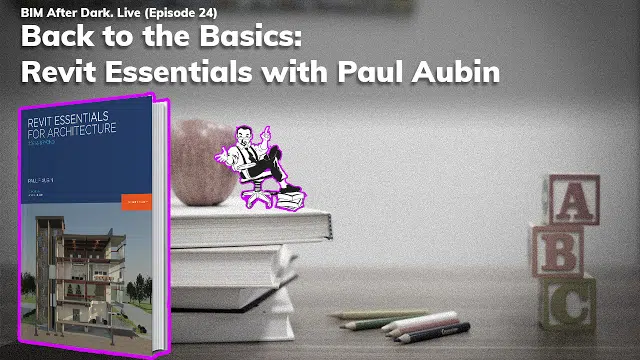 BIM After Dark. Live (Episode 24)
Back to the Basics:
Revit Essentials with Paul Aubin
REVIT ESSENTIALS
FOR ARCHITECTURE
A
B
C